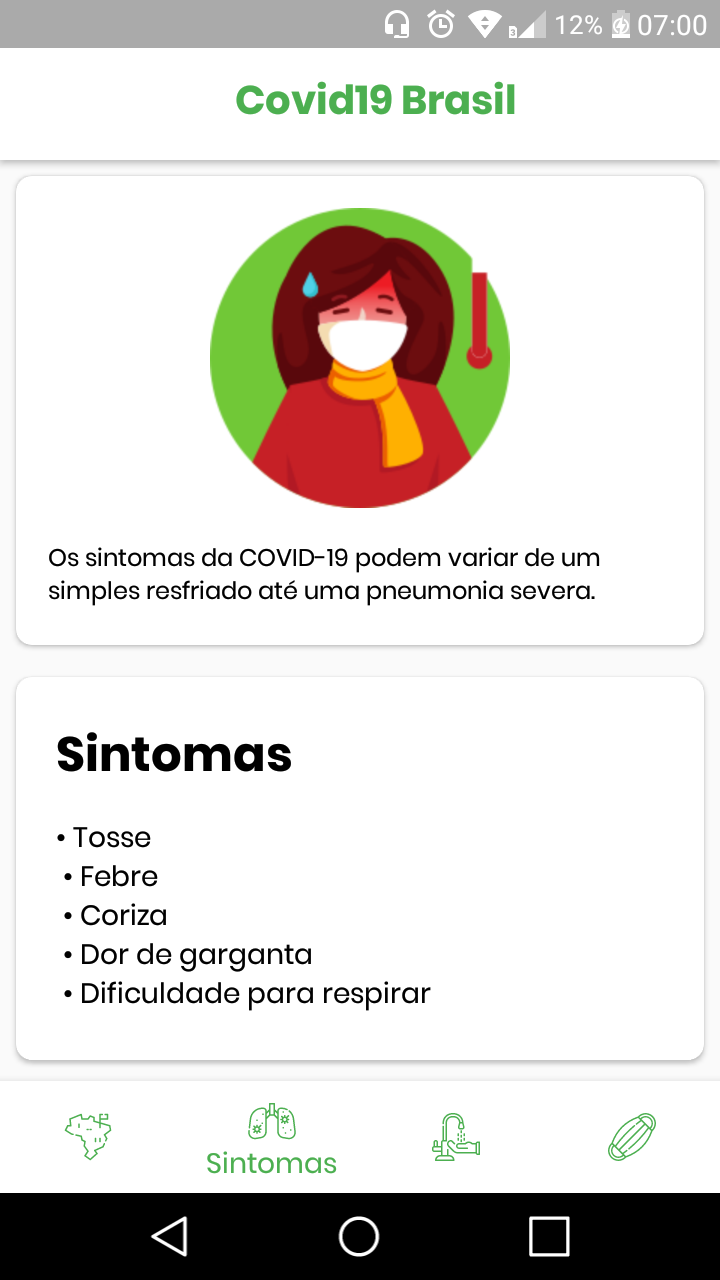 12% 07:00
Covid19 Brasil
Os sintomas da COVID-19 podem variar de um
simples resfriado até uma pneumonia severa.
Sintomas
• Tosse
• Febre
• Coriza
• Dor de garganta
• Dificuldade para respirar
Sintomas